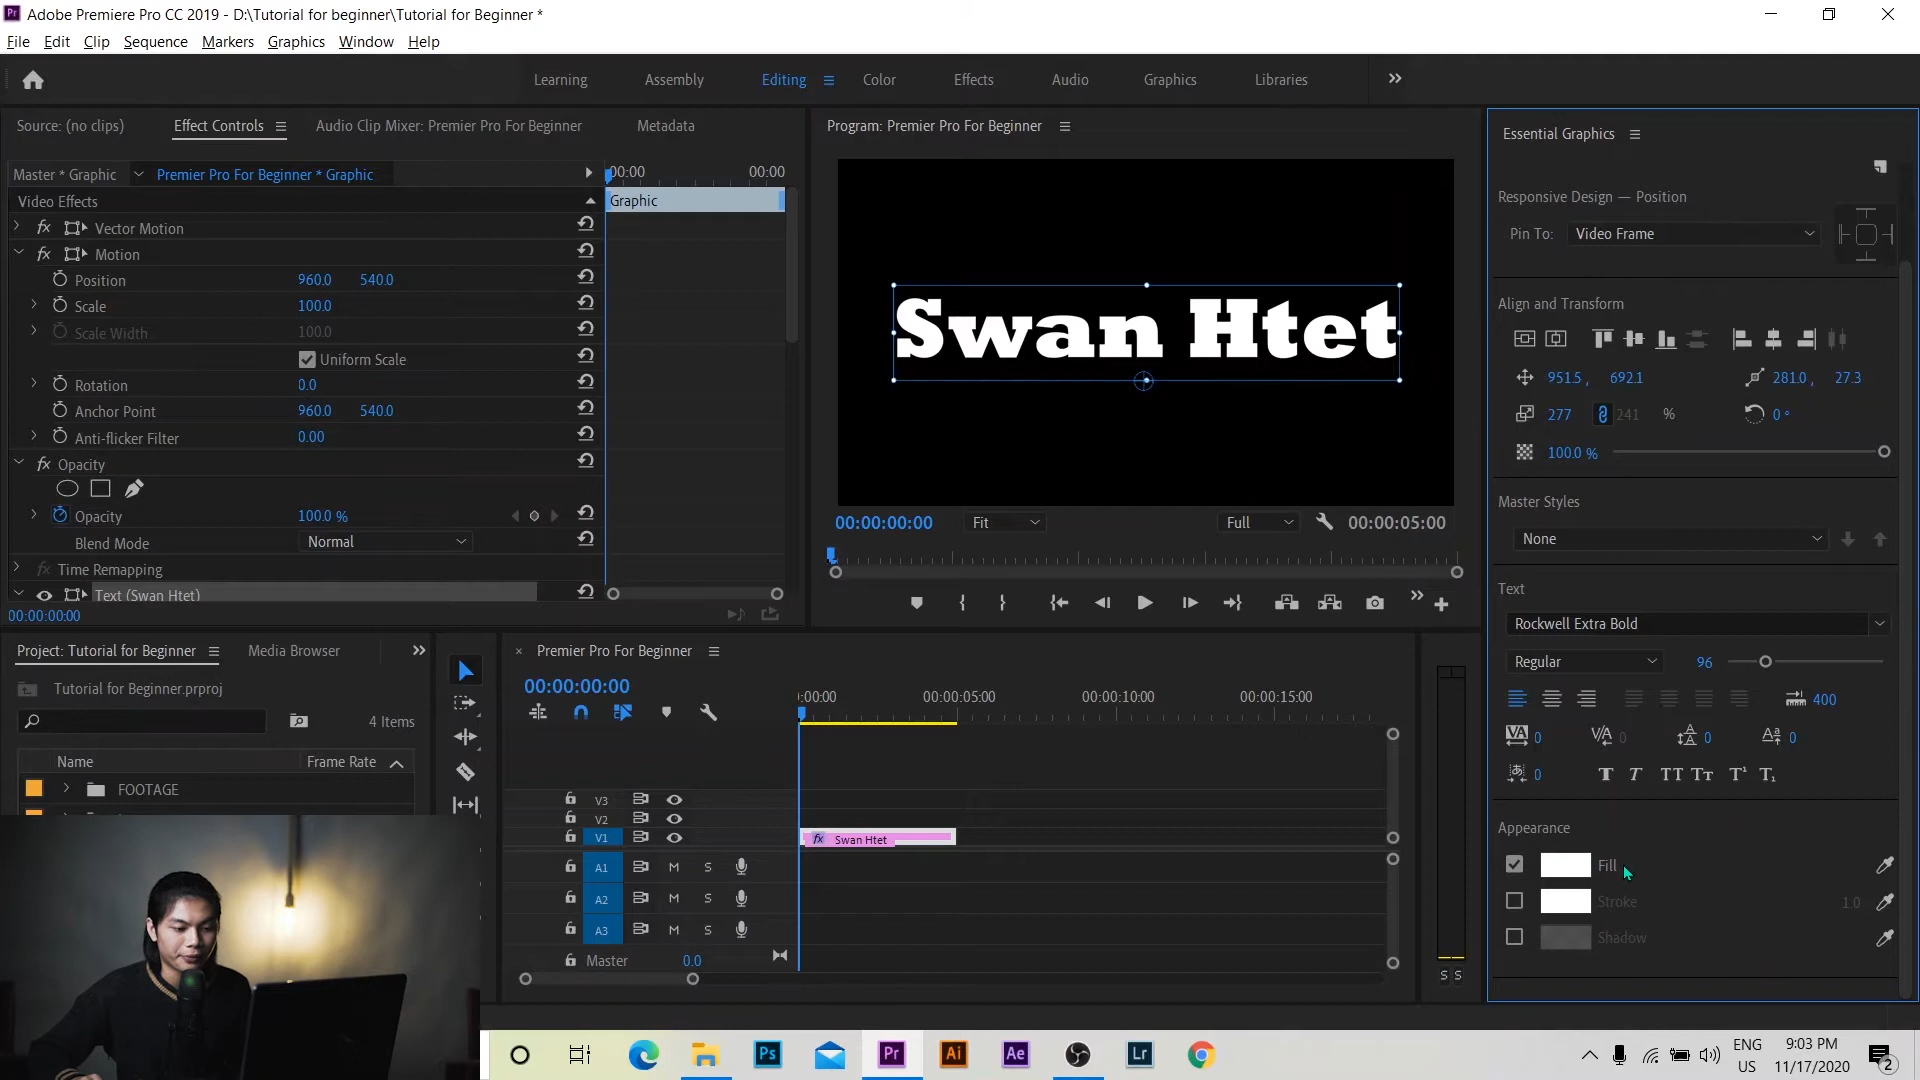 Adobe Premiere Pro CC 2019 - D:\Tutorial for beginner\Tutorial for Beginner *
File Edit Clip Sequence Markers Graphics Window Help
Learning Assembly Editing Color Effects Audio Graphics Libraries
Source: (no clips) Effect Controls Audio Clip Mixer: Premier Pro For Beginner Metadata
Master * Graphic Premier Pro For Beginner * Graphic
:00:00 00:00
Video Effects
Graphic
Vector Motion
Motion
Position 960.0 540.0
Scale 100.0
Scale Width 100.0
Uniform Scale
Rotation 0.0
Anchor Point 960.0 540.0
Anti-flicker Filter 0.00
Opacity
Opacity 100.0 %
Blend Mode Normal
Time Remapping
Text (Swan Htet)
00:00:00:00
Program: Premier Pro For Beginner
Swan Htet
00:00:00:00 Fit Full 00:00:05:00
Essential Graphics
Responsive Design — Position
Pin To: Video Frame
Align and Transform
951.5 , 692.1 281.0 , 27.3
277 241 % 0 °
100.0 %
Master Styles
None
Text
Rockwell Extra Bold
Regular 96
400
0 0 0 0
0
Appearance
Fill
Stroke 1.0
Shadow
Project: Tutorial for Beginner Media Browser
Tutorial for Beginner.prproj
4 Items
Name Frame Rate
FOOTAGE
Premier Pro For Beginner
00:00:00:00
:00:00 00:00:05:00 00:00:10:00 00:00:15:00
V3
V2
V1 Swan Htet
A1 M S
A2 M S
A3 M S
Master 0.0
S S
Ps Pr Ai Ae Lr
ENG
US
9:03 PM
11/17/2020
2